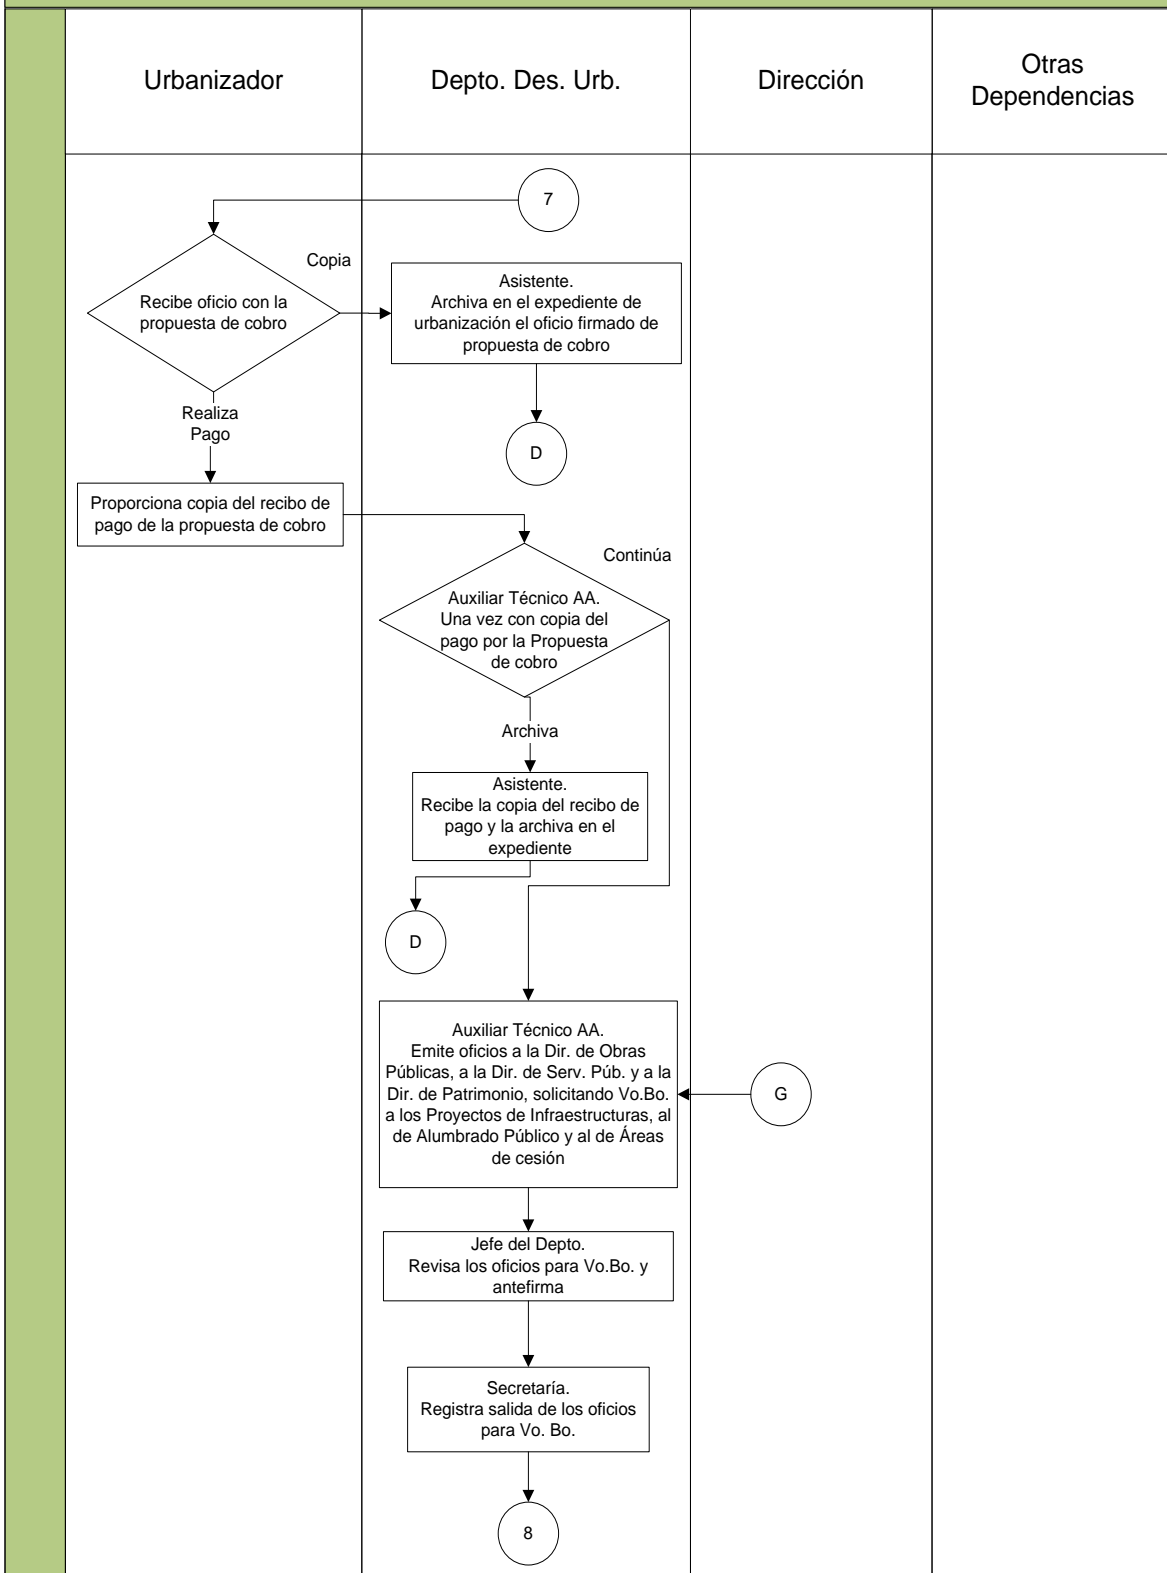 Urbanizador
Depto. Des. Urb.
Dirección
Otras
Dependencias
7
Copia
Recibe oficio con la
propuesta de cobro
Asistente.
Archiva en el expediente de
urbanización el oficio firmado de
propuesta de cobro
Realiza
Pago
D
Proporciona copia del recibo de
pago de la propuesta de cobro
Continúa
Auxiliar Técnico AA.
Una vez con copia del
pago por la Propuesta
de cobro
Archiva
Asistente.
Recibe la copia del recibo de
pago y la archiva en el
expediente
D
Auxiliar Técnico AA.
Emite oficios a la Dir. de Obras
Públicas, a la Dir. de Serv. Púb. y a la
Dir. de Patrimonio, solicitando Vo.Bo.
a los Proyectos de Infraestructuras, al
de Alumbrado Público y al de Áreas
de cesión
G
Jefe del Depto.
Revisa los oficios para Vo.Bo. y
antefirma
Secretaría.
Registra salida de los oficios
para Vo. Bo.
8